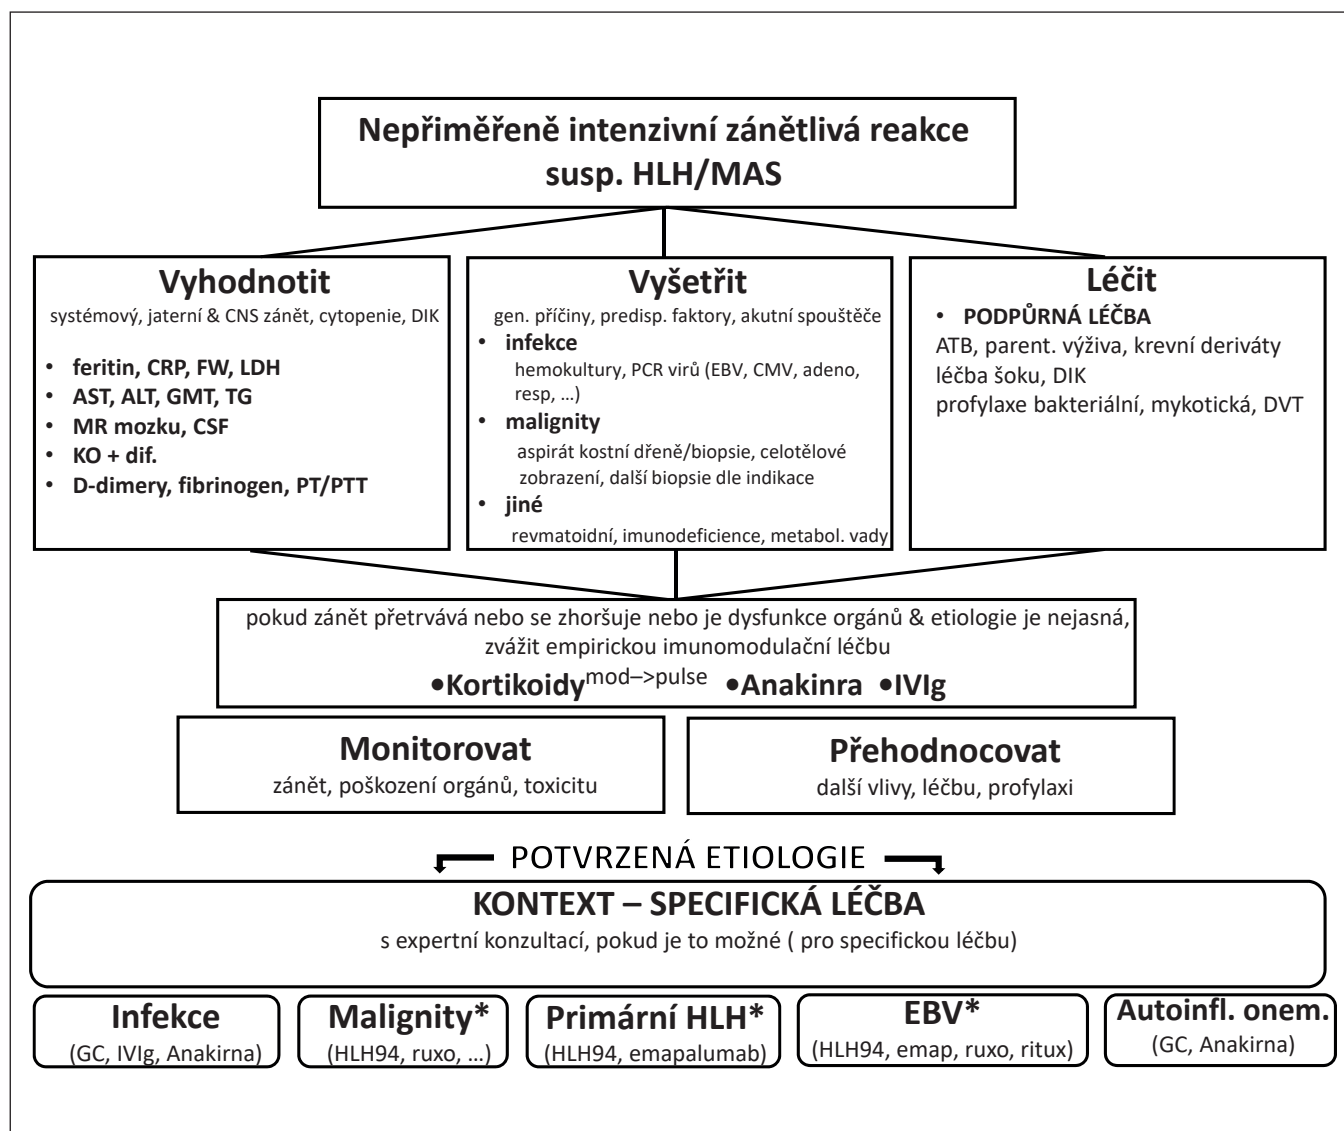 Nepřiměřeně intenzivní zánětlivá reakce
susp. HLH/MAS
Vyhodnotit
systémový, jaterní & CNS zánět, cytopenie, DIK
• feritin, CRP, FW, LDH
• AST, ALT, GMT, TG
• MR mozku, CSF
• KO + dif.
• D-dimery, fibrinogen, PT/PTT
Vyšetřit
gen. příčiny, predisp. faktory, akutní spouštěče
• infekce
hemokultury, PCR virů (EBV, CMV, adeno,
resp, ...)
• malignity
aspirát kostní dřeně/biopsie, celotělové
zobrazení, další biopsie dle indikace
• jiné
revmatoidní, imunodeficience, metabol. vady
Léčit
• PODPŮRNÁ LÉČBA
ATB, parent. výživa, krevní deriváty
léčba šoku, DIK
profylaxe bakteriální, mykotická, DVT
pokud zánět přetrvává nebo se zhoršuje nebo je dysfunkce orgánů & etiologie je nejasná,
zvážit empirickou imunomodulační léčbu
•Kortikoidy mod–>pulse •Anakinra •IVIg
Monitorovat
zánět, poškození orgánů, toxicitu
Přehodnocovat
další vlivy, léčbu, profylaxi
POTVRZENÁ ETIOLOGIE
KONTEXT – SPECIFICKÁ LÉČBA
s expertní konzultací, pokud je to možné ( pro specifickou léčbu)
Infekce
(GC, IVIg, Anakirna)
Malignity*
(HLH94, ruxo, ...)
Primární HLH*
(HLH94, emapalumab)
EBV*
(HLH94, emap, ruxo, ritux)
Autoinfl. onem.
(GC, Anakirna)